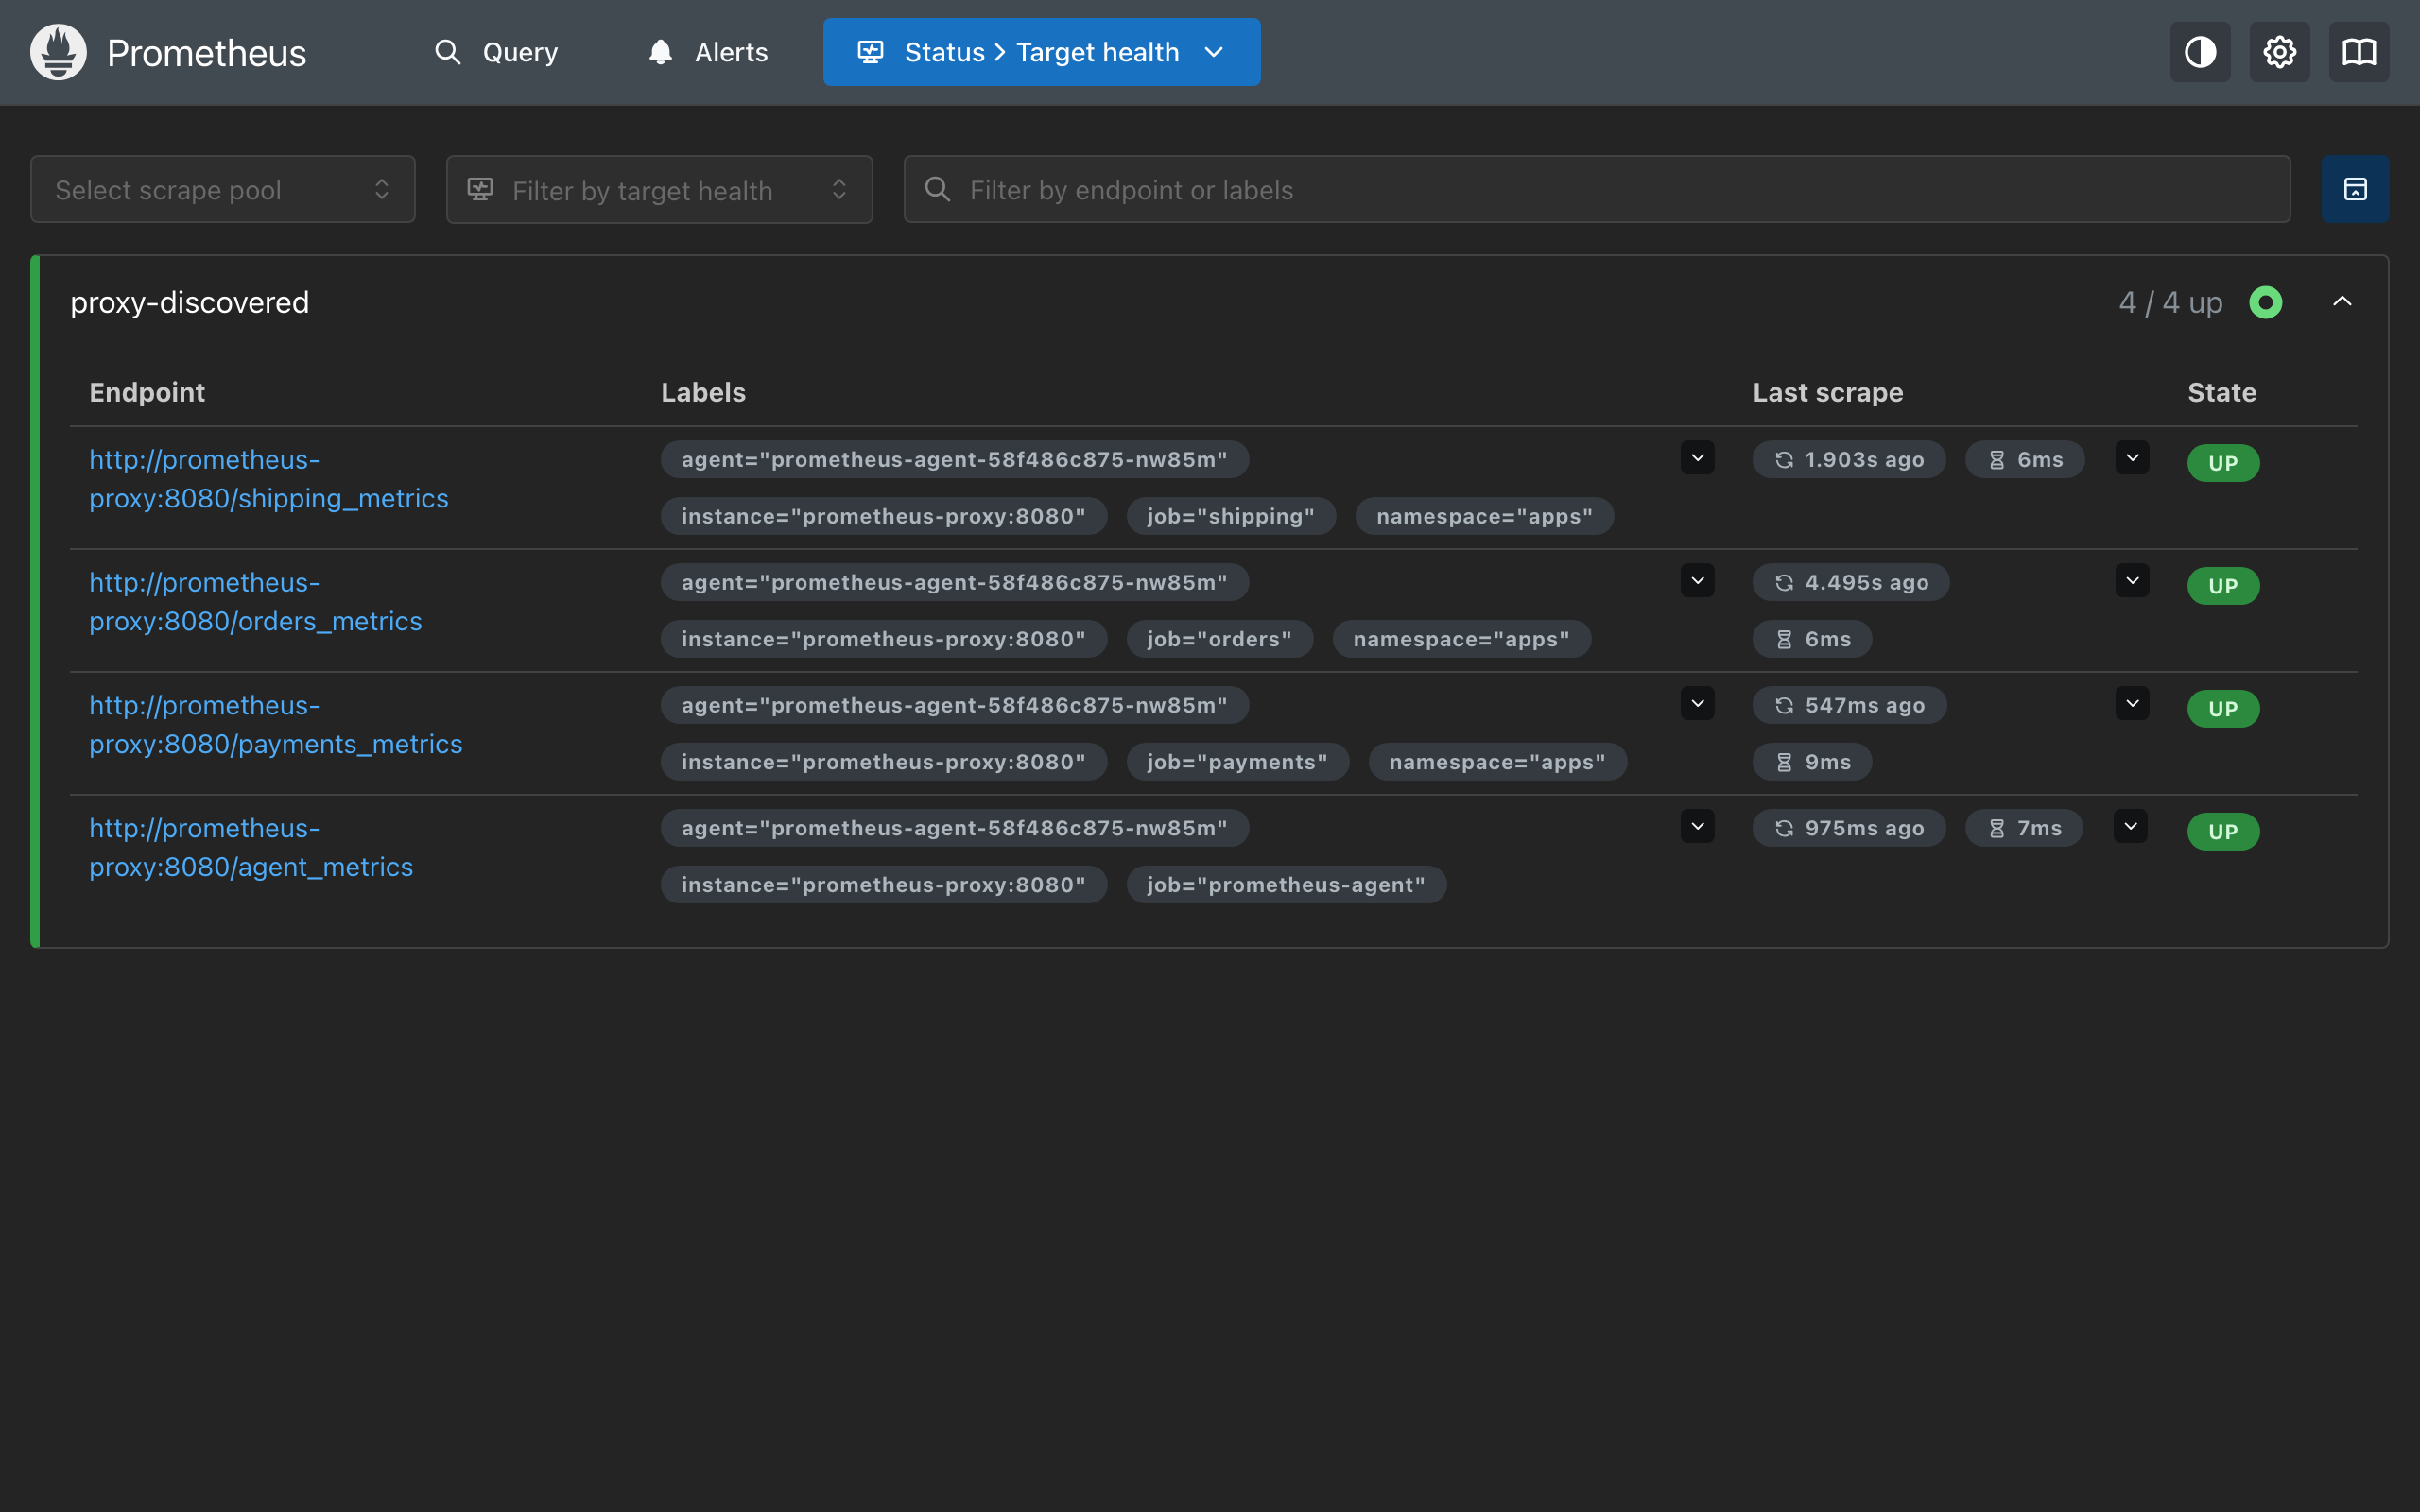 Prometheus Query Alerts Status > Target health
Select scrape pool Filter by target health Filter by endpoint or labels
proxy-discovered 4 / 4 up
Endpoint Labels Last scrape State
http://prometheus-
proxy:8080/shipping_metrics
agent="prometheus-agent-58f486c875-nw85m"
instance="prometheus-proxy:8080" job="shipping" namespace="apps"
1.903s ago 6ms
UP
http://prometheus-
proxy:8080/orders_metrics
agent="prometheus-agent-58f486c875-nw85m"
instance="prometheus-proxy:8080" job="orders" namespace="apps"
4.495s ago
6ms
UP
http://prometheus-
proxy:8080/payments_metrics
agent="prometheus-agent-58f486c875-nw85m"
instance="prometheus-proxy:8080" job="payments" namespace="apps"
547ms ago
9ms
UP
http://prometheus-
proxy:8080/agent_metrics
agent="prometheus-agent-58f486c875-nw85m"
instance="prometheus-proxy:8080" job="prometheus-agent"
975ms ago 7ms
UP